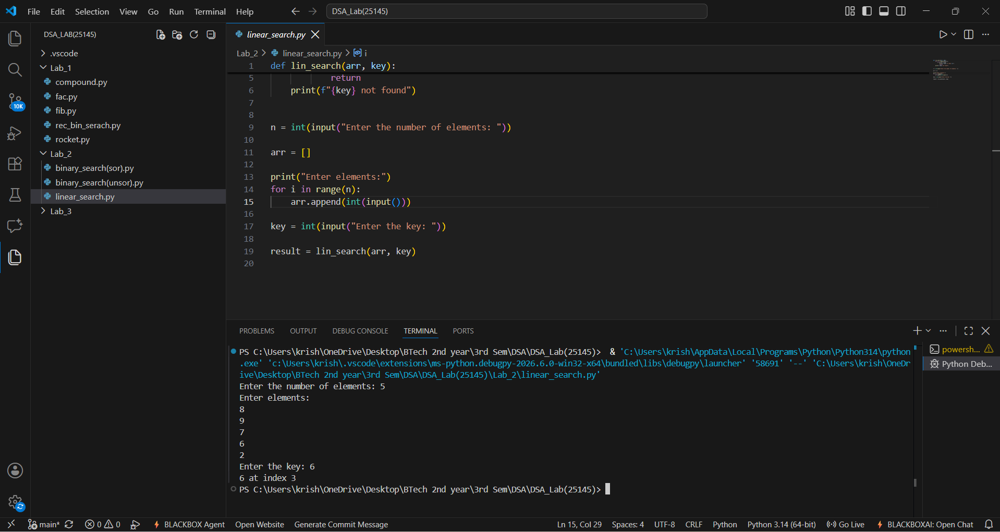 File Edit Selection View Go Run Terminal Help
DSA_Lab(25145)
DSA_LAB(25145)
.vscode
Lab_1
compound.py
fac.py
fib.py
rec_bin_serach.py
rocket.py
Lab_2
binary_search(sor).py
binary_search(unsor).py
linear_search.py
Lab_3
10K
linear_search.py
Lab_2 > linear_search.py > i
1 def lin_search(arr, key):
5 return
6 print(f"{key} not found")
7
8
9 n = int(input("Enter the number of elements: "))
10
11 arr = []
12
13 print("Enter elements:")
14 for i in range(n):
15 arr.append(int(input()))
16
17 key = int(input("Enter the key: "))
18
19 result = lin_search(arr, key)
20
PROBLEMS OUTPUT DEBUG CONSOLE TERMINAL PORTS
PS C:\Users\krish\OneDrive\Desktop\BTech 2nd year\3rd Sem\DSA\DSA_Lab(25145)> & 'C:\Users\krish\AppData\Local\Programs\Python\Python314\python
.exe' 'c:\Users\krish\.vscode\extensions\ms-python.debugpy-2026.6.0-win32-x64\bundled\libs\debugpy\launcher' '58691' '--' 'C:\Users\krish\OneDr
ive\Desktop\BTech 2nd year\3rd Sem\DSA\DSA_Lab(25145)\Lab_2\linear_search.py'
Enter the number of elements: 5
Enter elements:
8
9
7
6
2
Enter the key: 6
6 at index 3
PS C:\Users\krish\OneDrive\Desktop\BTech 2nd year\3rd Sem\DSA\DSA_Lab(25145)>
powersh...
Python Deb...
main* 0 0 BLACKBOX Agent Open Website Generate Commit Message Ln 15, Col 29 Spaces: 4 UTF-8 CRLF Python Python 3.14 (64-bit) Go Live BLACKBOXAI: Open Chat